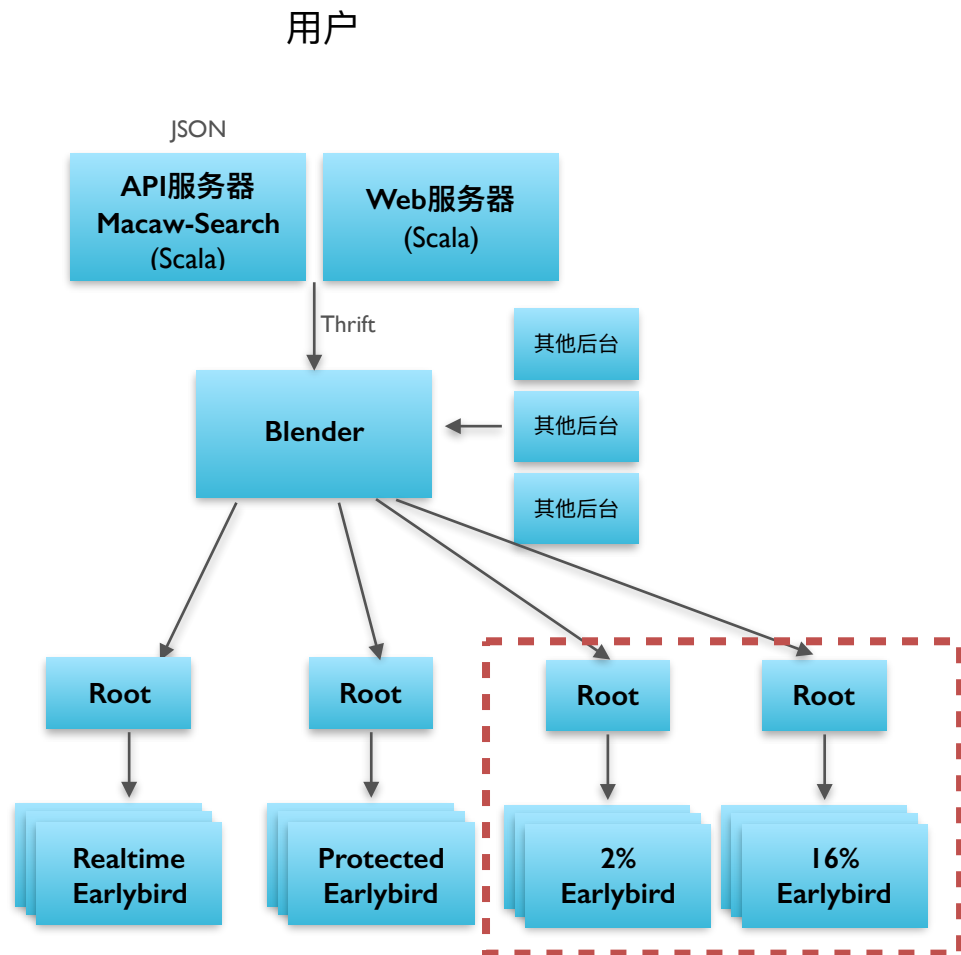 用户
JSON
API服务器
Macaw-Search
(Scala)
Web服务器
(Scala)
Thrift
其他后台
Blender
其他后台
其他后台
Root
Root
Root
Root
Realtime
Earlybird
Protected
Earlybird
2%
Earlybird
16%
Earlybird